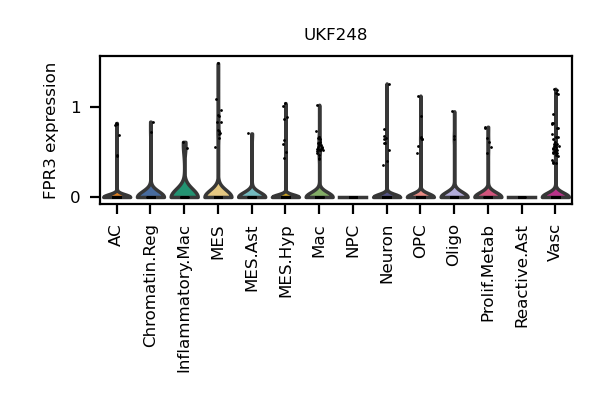 UKF248
FPR3 expression
1
0
AC
Chromatin.Reg
Inflammatory.Mac
MES
MES.Ast
MES.Hyp
Mac
NPC
Neuron
OPC
Oligo
Prolif.Metab
Reactive.Ast
Vasc